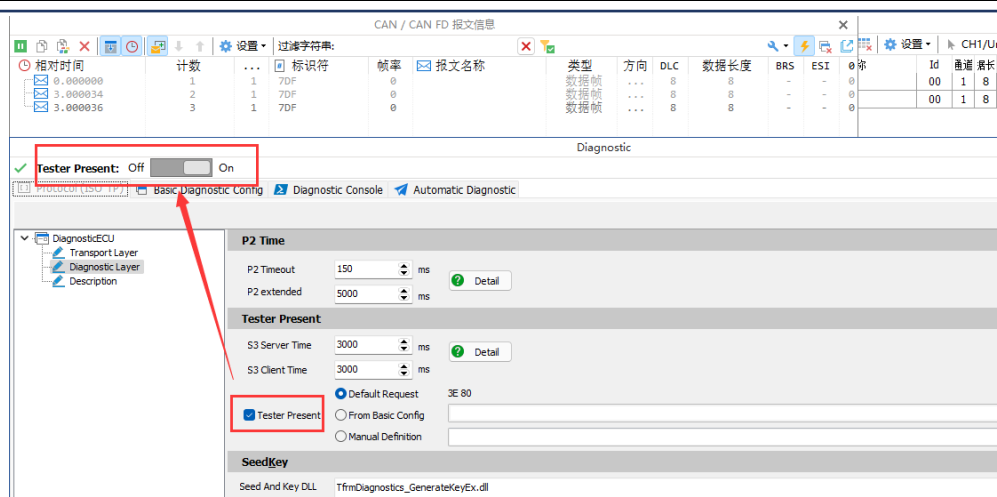 CAN / CAN FD 报文信息
设置 过滤字符串:
设置 CH1/Un
相对时间 计数 ... 标识符 帧率 报文名称 类型 方向 DLC 数据长度 BRS ESI 0 Id 通道
0.000000 1 1 7DF 0 数据帧 ... 8 8 - - 0 00 1 8
3.000034 2 1 7DF 0 数据帧 ... 8 8 - - 0 00 1 8
3.000036 3 1 7DF 0 数据帧 ... 8 8 - - 0
Diagnostic
Tester Present: Off On
Protocol (ISO TP) Basic Diagnostic Config Diagnostic Console Automatic Diagnostic
DiagnosticECU
Transport Layer
Diagnostic Layer
Description
P2 Time
P2 Timeout 150 ms Detail
P2 extended 5000 ms
Tester Present
S3 Server Time 3000 ms Detail
S3 Client Time 3000 ms
Default Request 3E 80
Tester Present From Basic Config
Manual Definition
SeedKey
Seed And Key DLL TfrmDiagnostics_GenerateKeyEx.dll